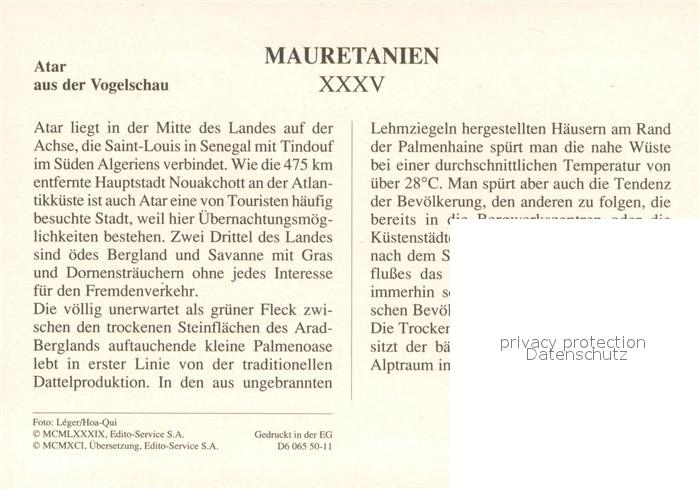 MAURETANIEN
XXXV
Atar
aus der Vogelschau
Atar liegt in der Mitte des Landes auf der
Achse, die Saint-Louis in Senegal mit Tindouf
im Süden Algeriens verbindet. Wie die 475 km
entfernte Hauptstadt Nouakchott an der Atlan-
tikküste ist auch Atar eine von Touristen häufig
besuchte Stadt, weil hier Übernachtungsmög-
lichkeiten bestehen. Zwei Drittel des Landes
sind ödes Bergland und Savanne mit Gras
und Dornensträuchern ohne jedes Interesse
für den Fremdenverkehr.
Die völlig unerwartet als grüner Fleck zwi-
schen den trockenen Steinflächen des Arad-
Berglands auftauchende kleine Palmenoase
lebt in erster Linie von der traditionellen
Dattelproduktion. In den aus ungebrannten
Lehmziegeln hergestellten Häusern am Rand
der Palmenhaine spürt man die nahe Wüste
bei einer durchschnittlichen Temperatur von
über 28°C. Man spürt aber auch die Tendenz
der Bevölkerung, den anderen zu folgen, die
bereits in die Bergwerkszentren oder die
Küstenstädt
nach dem S
flußes das
immerhin s
schen Bevöl
Die Trocken
sitzt der bä
Alptraum in
privacy protection
Datenschutz
Foto: Léger/Hoa-Qui
© MCMLXXXIX, Edito-Service S.A.
© MCMXCI, Übersetzung, Edito-Service S.A.
Gedruckt in der EG
D6 065 50-11